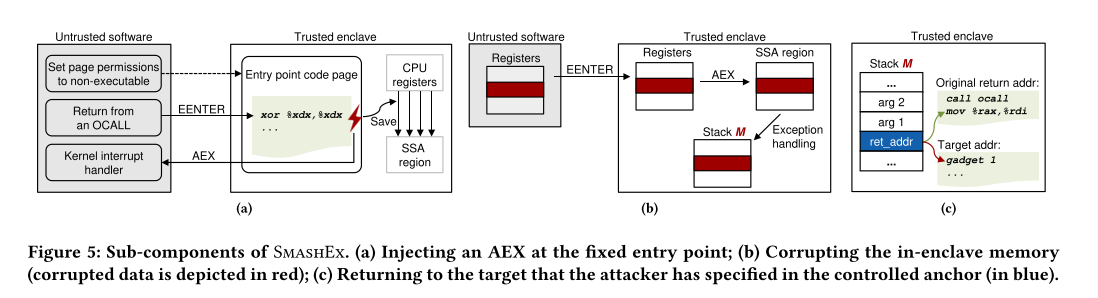 Untrusted software
Trusted enclave
Set page permissions
to non-executable
Return from
an OCALL
Kernel interrupt
handler
EENTER
AEX
Entry point code page
xor %xdx,%xdx
...
Save
CPU
registers
SSA
region
(a)
Untrusted software
Registers
EENTER
Trusted enclave
Registers
AEX
SSA region
Exception
handling
Stack M
(b)
Trusted enclave
Stack M
...
arg 2
arg 1
ret_addr
...
Original return addr:
call ocall
mov %rax,%rdi
Target addr:
gadget 1
...
(c)
Figure 5: Sub-components of SMASHEX. (a) Injecting an AEX at the fixed entry point; (b) Corrupting the in-enclave memory
(corrupted data is depicted in red); (c) Returning to the target that the attacker has specified in the controlled anchor (in blue).